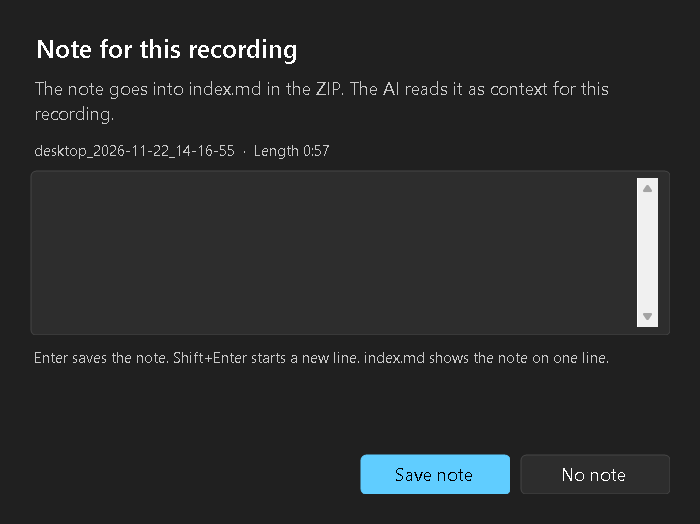 Note for this recording
The note goes into index.md in the ZIP. The AI reads it as context for this
recording.
desktop_2026-11-22_14-16-55 · Length 0:57
Enter saves the note. Shift+Enter starts a new line. index.md shows the note on one line.
Save note
No note